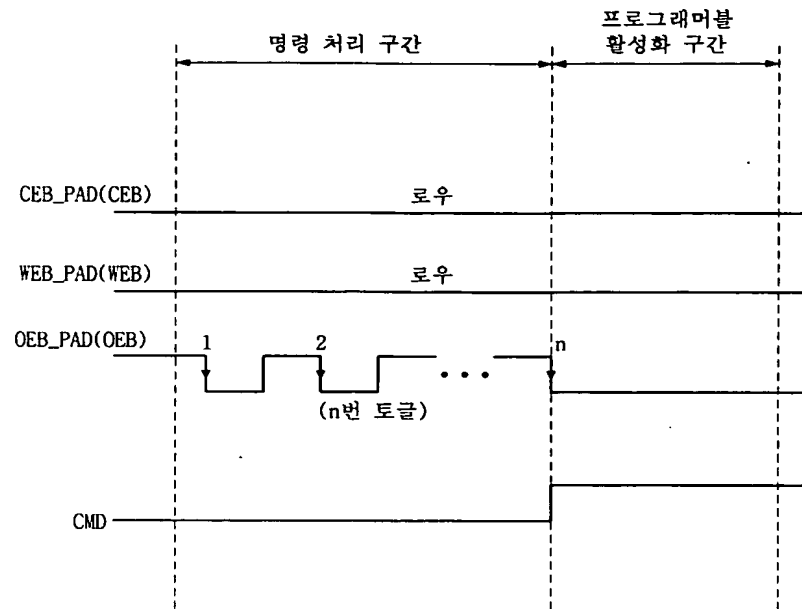 프로그래머블
명령 처리 구간
활성화 구간
CEB_PAD(CEB)
로우
WEB_PAD(WEB)
로우
OEB_PAD(OEB)
1
2
n
(n번 토글)
CMD